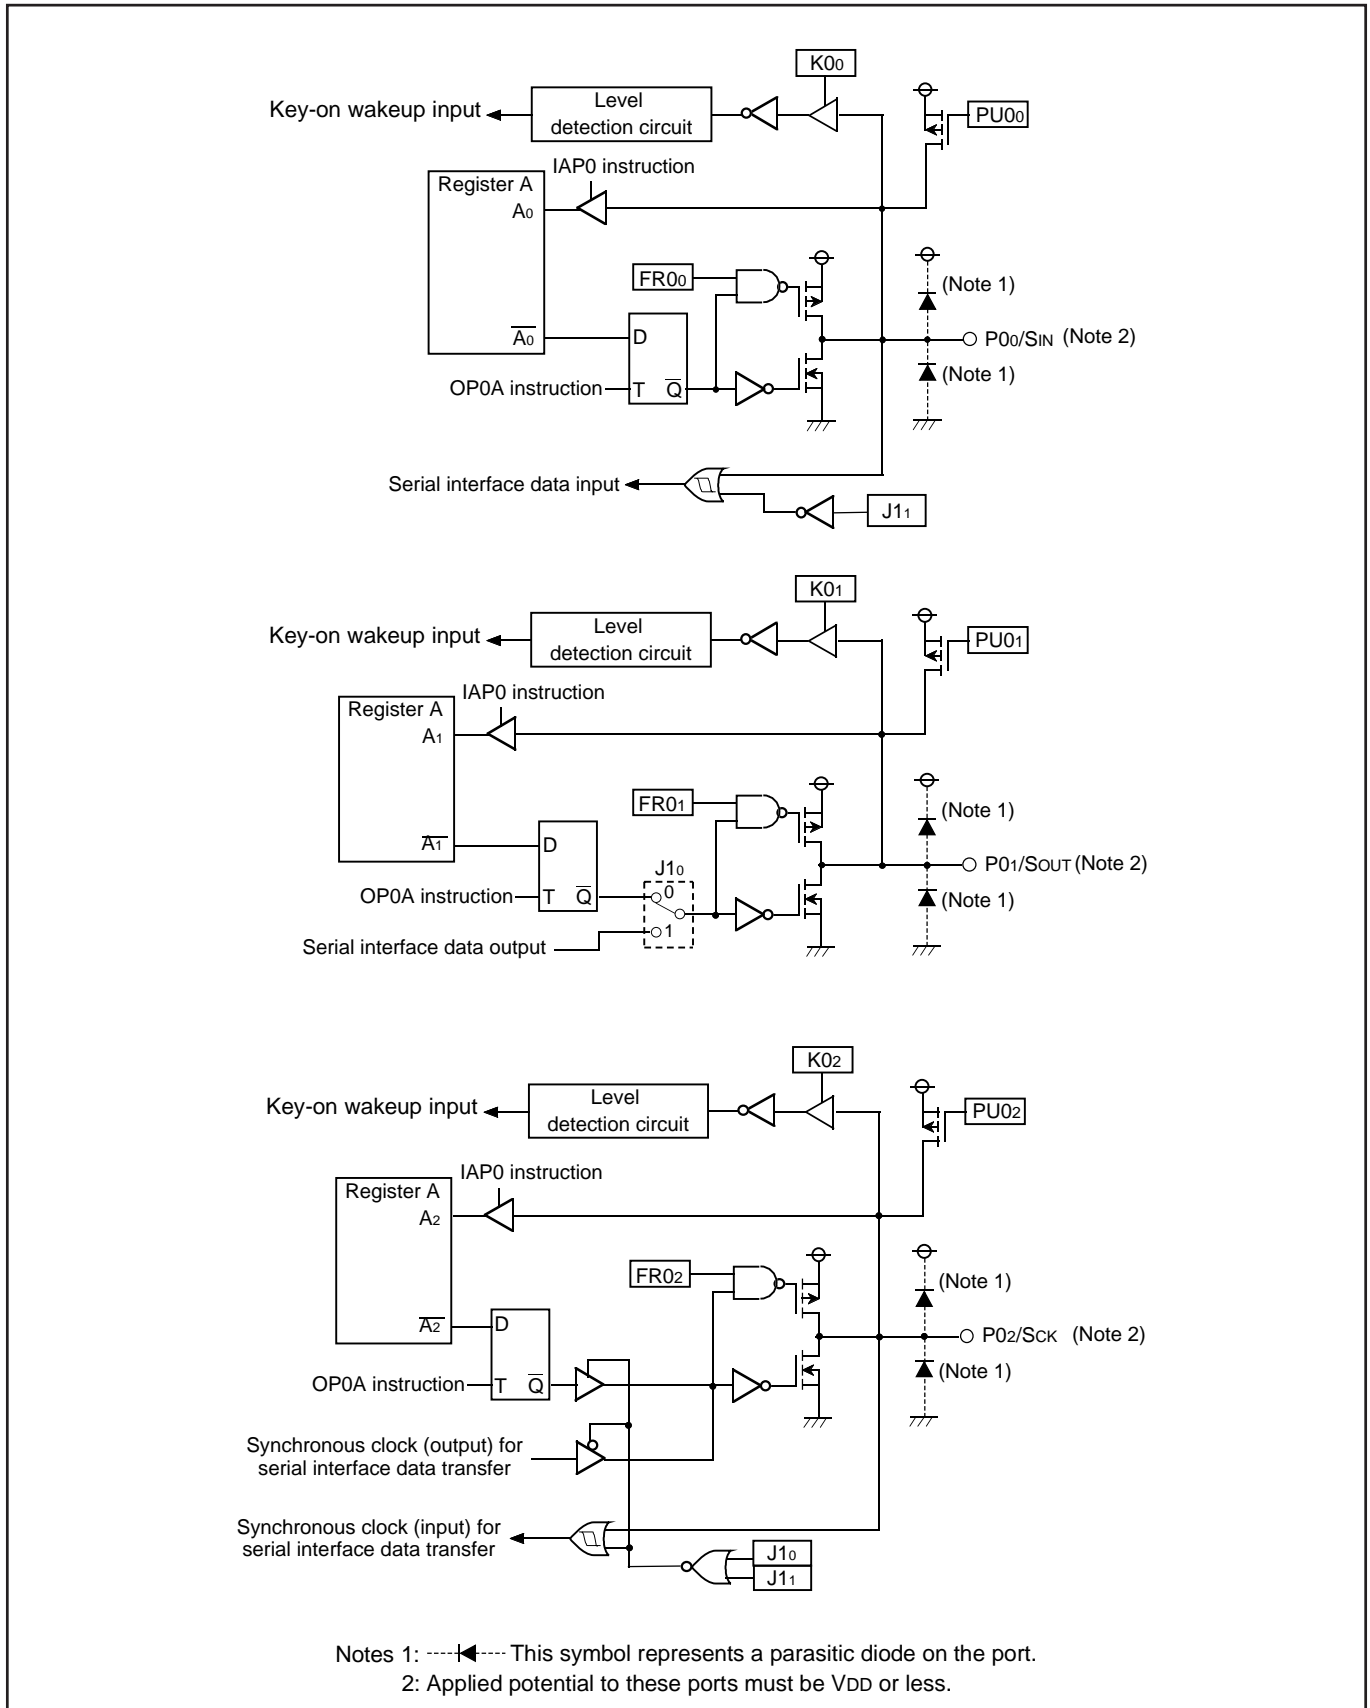 K00
Key-on wakeup input
Level
detection circuit
PU00
IAP0 instruction
Register A
A0
FR00
(Note 1)
A0
D
P00/SIN (Note 2)
OP0A instruction
T Q
(Note 1)
Serial interface data input
J11
K01
Key-on wakeup input
Level
detection circuit
PU01
IAP0 instruction
Register A
A1
FR01
(Note 1)
A1
D
J10
P01/SOUT (Note 2)
OP0A instruction
T Q
0
(Note 1)
Serial interface data output
1
K02
Key-on wakeup input
Level
detection circuit
PU02
IAP0 instruction
Register A
A2
FR02
(Note 1)
A2
D
P02/SCK (Note 2)
OP0A instruction
T Q
(Note 1)
Synchronous clock (output) for
serial interface data transfer
Synchronous clock (input) for
serial interface data transfer
J10
J11
Notes 1: This symbol represents a parasitic diode on the port.
2: Applied potential to these ports must be VDD or less.